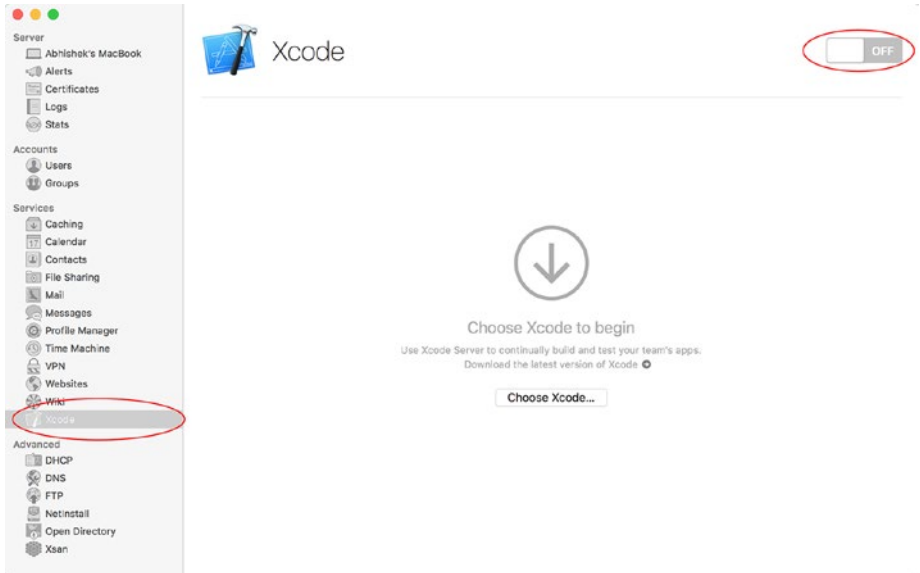 Server
Abhishek's MacBook
Alerts
Certificates
Logs
Stats
Accounts
Users
Groups
Services
Caching
17 Calendar
Contacts
File Sharing
Mail
Messages
Profile Manager
Time Machine
VPN
Websites
Wiki
Xcode
Advanced
DHCP
DNS
FTP
NetInstall
Open Directory
Xsan
Xcode
OFF
Choose Xcode to begin
Use Xcode Server to continually build and test your team's apps.
Download the latest version of Xcode
Choose Xcode...